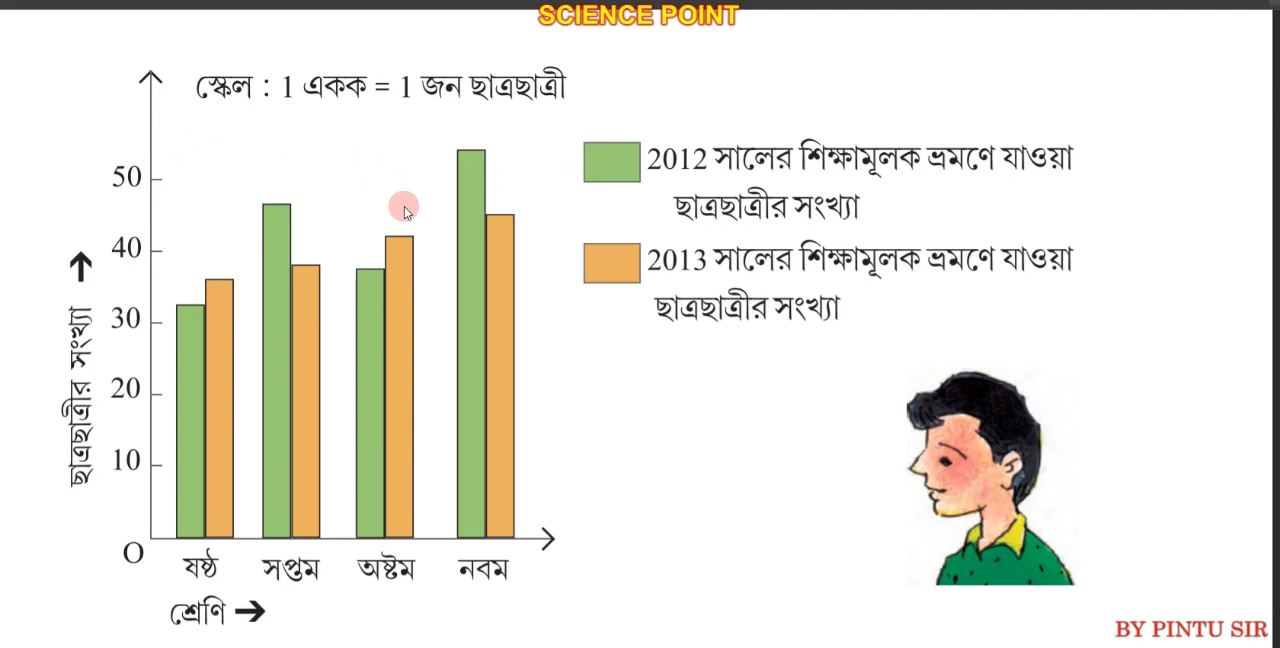 SCIENCE POINT
স্কেল : 1 একক = 1 জন ছাত্রছাত্রী
2012 সালের শিক্ষামূলক ভ্রমণে যাওয়া
ছাত্রছাত্রীর সংখ্যা
2013 সালের শিক্ষামূলক ভ্রমণে যাওয়া
ছাত্রছাত্রীর সংখ্যা
ছাত্রছাত্রীর সংখ্যা ➔
50
40
30
20
10
O
ষষ্ঠ সপ্তম অষ্টম নবম
শ্রেণি ➔
BY PINTU SIR